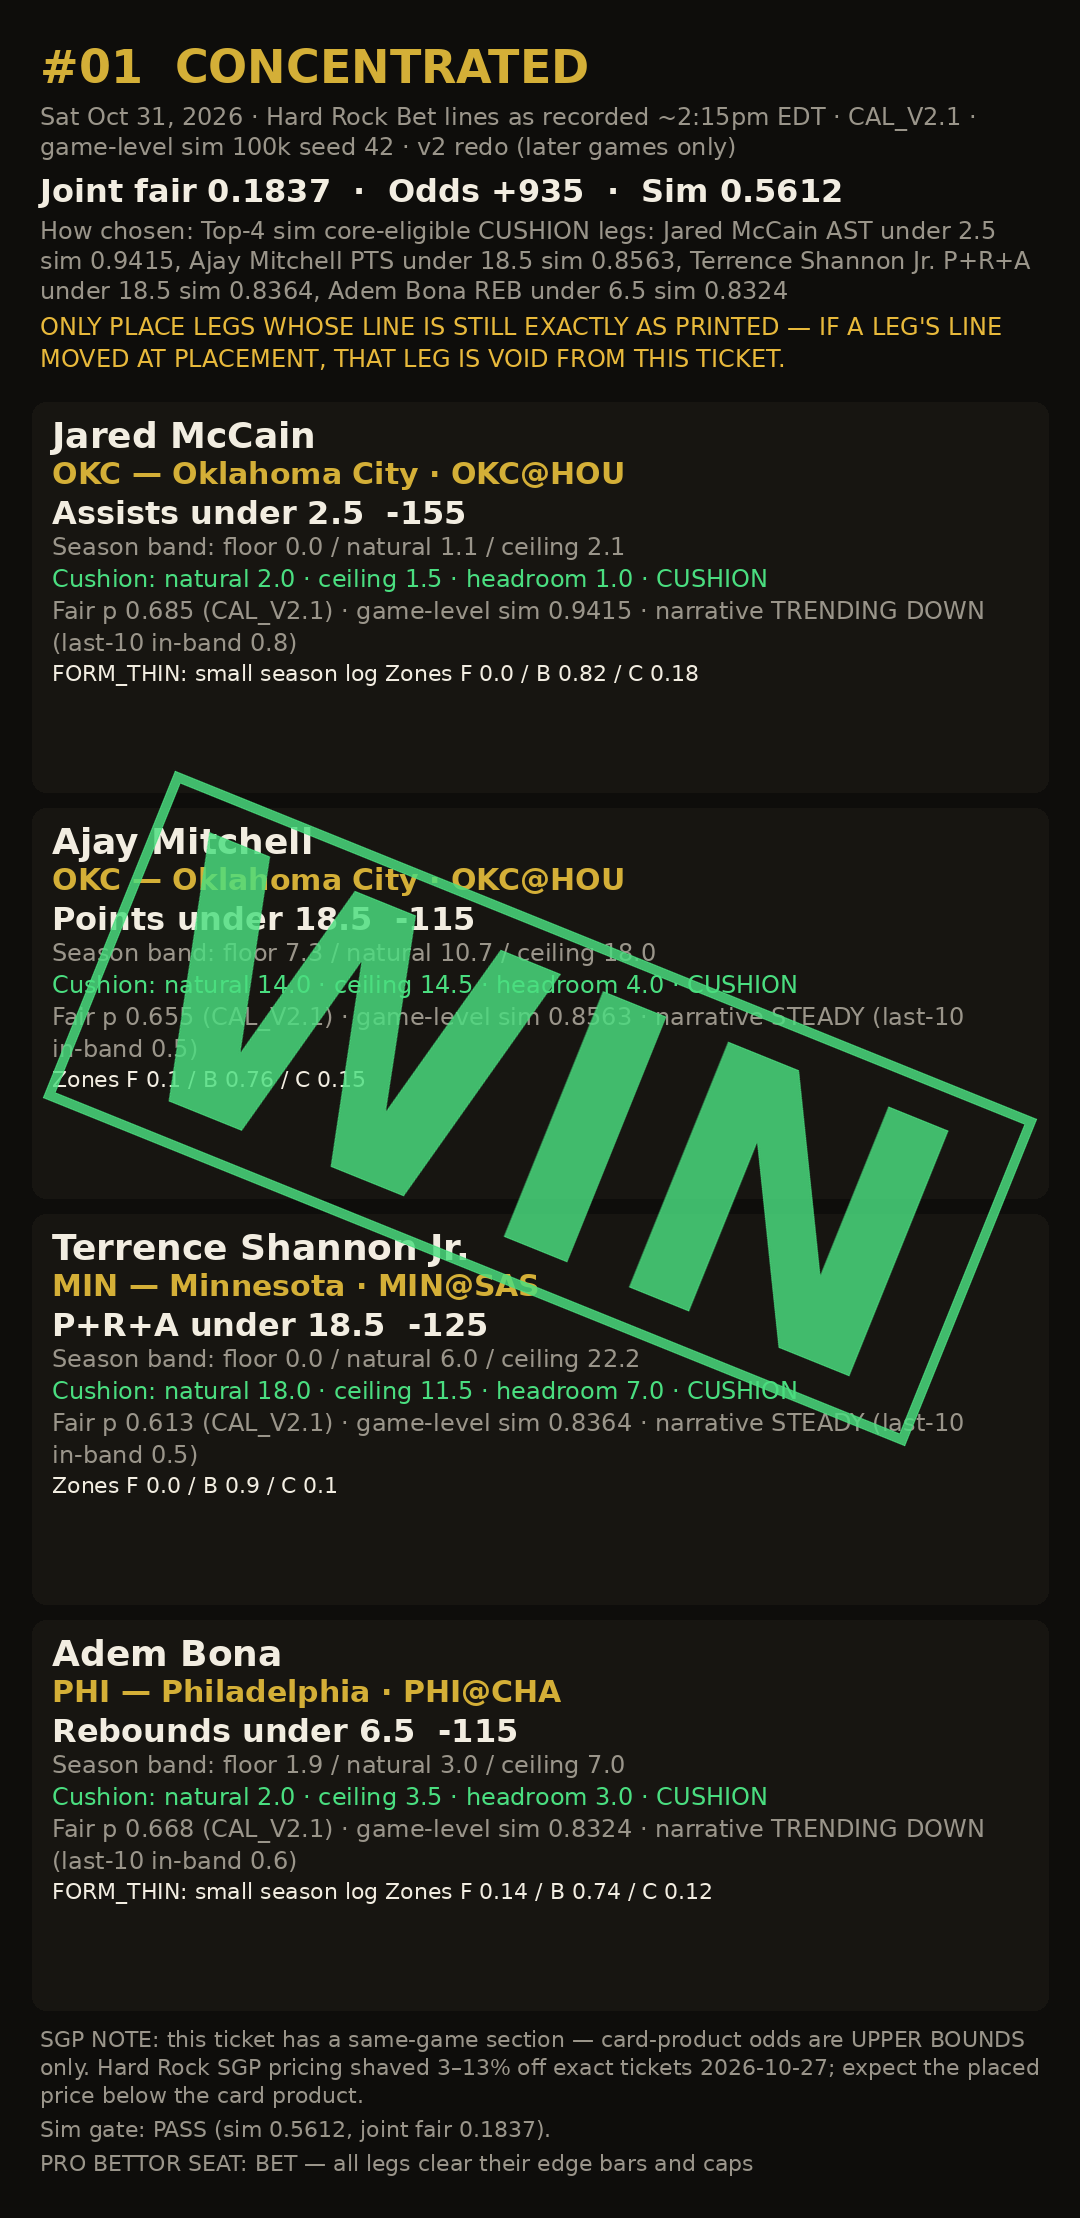 #01  CONCENTRATED
Sat Oct 31, 2026 · Hard Rock Bet lines as recorded ~2:15pm EDT · CAL_V2.1 ·
game-level sim 100k seed 42 · v2 redo (later games only)
Joint fair 0.1837  ·  Odds +935  ·  Sim 0.5612
How chosen: Top-4 sim core-eligible CUSHION legs: Jared McCain AST under 2.5
sim 0.9415, Ajay Mitchell PTS under 18.5 sim 0.8563, Terrence Shannon Jr. P+R+A
under 18.5 sim 0.8364, Adem Bona REB under 6.5 sim 0.8324
ONLY PLACE LEGS WHOSE LINE IS STILL EXACTLY AS PRINTED — IF A LEG'S LINE
MOVED AT PLACEMENT, THAT LEG IS VOID FROM THIS TICKET.
Jared McCain
OKC — Oklahoma City · OKC@HOU
Assists under 2.5  -155
Season band: floor 0.0 / natural 1.1 / ceiling 2.1
Cushion: natural 2.0 · ceiling 1.5 · headroom 1.0 · CUSHION
Fair p 0.685 (CAL_V2.1) · game-level sim 0.9415 · narrative TRENDING DOWN
(last-10 in-band 0.8)
FORM_THIN: small season log Zones F 0.0 / B 0.82 / C 0.18
Ajay Mitchell
OKC — Oklahoma City · OKC@HOU
Points under 18.5  -115
Season band: floor 7.3 / natural 10.7 / ceiling 18.0
Cushion: natural 14.0 · ceiling 14.5 · headroom 4.0 · CUSHION
Fair p 0.655 (CAL_V2.1) · game-level sim 0.8563 · narrative STEADY (last-10
in-band 0.5)
Zones F 0.1 / B 0.76 / C 0.15
WIN
Terrence Shannon Jr.
MIN — Minnesota · MIN@SAS
P+R+A under 18.5  -125
Season band: floor 0.0 / natural 6.0 / ceiling 22.2
Cushion: natural 18.0 · ceiling 11.5 · headroom 7.0 · CUSHION
Fair p 0.613 (CAL_V2.1) · game-level sim 0.8364 · narrative STEADY (last-10
in-band 0.5)
Zones F 0.0 / B 0.9 / C 0.1
Adem Bona
PHI — Philadelphia · PHI@CHA
Rebounds under 6.5  -115
Season band: floor 1.9 / natural 3.0 / ceiling 7.0
Cushion: natural 2.0 · ceiling 3.5 · headroom 3.0 · CUSHION
Fair p 0.668 (CAL_V2.1) · game-level sim 0.8324 · narrative TRENDING DOWN
(last-10 in-band 0.6)
FORM_THIN: small season log Zones F 0.14 / B 0.74 / C 0.12
SGP NOTE: this ticket has a same-game section — card-product odds are UPPER BOUNDS
only. Hard Rock SGP pricing shaved 3–13% off exact tickets 2026-10-27; expect the placed
price below the card product.
Sim gate: PASS (sim 0.5612, joint fair 0.1837).
PRO BETTOR SEAT: BET — all legs clear their edge bars and caps